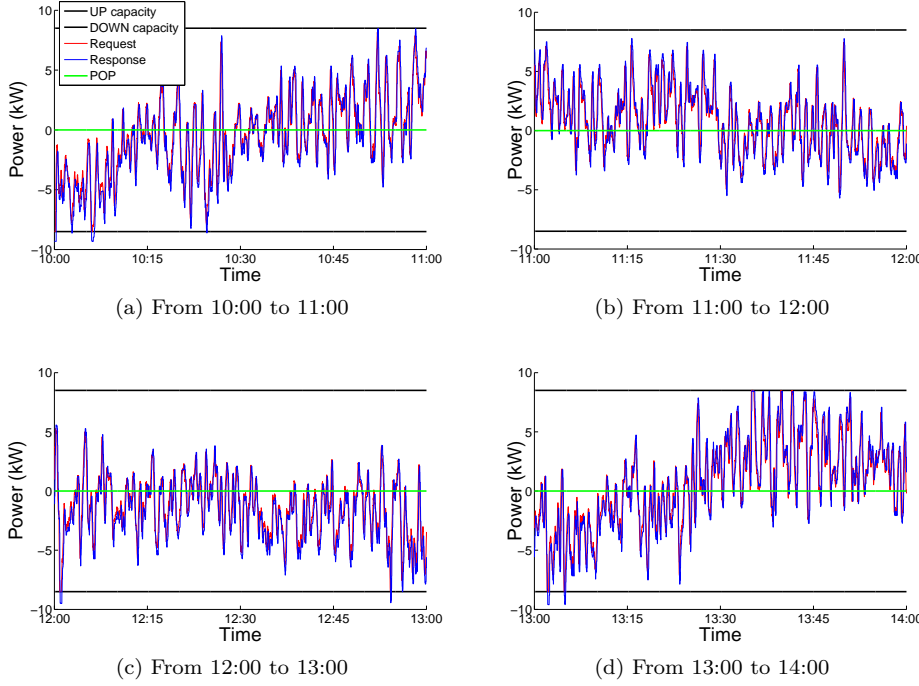 10
5
0
−5
−10
Power (kW)
UP capacity
DOWN capacity
Request
Response
POP
10:00 10:15 10:30 10:45 11:00
Time
(a) From 10:00 to 11:00
10
5
0
−5
−10
Power (kW)
11:00 11:15 11:30 11:45 12:00
Time
(b) From 11:00 to 12:00
10
5
0
−5
−10
Power (kW)
12:00 12:15 12:30 12:45 13:00
Time
(c) From 12:00 to 13:00
10
5
0
−5
−10
Power (kW)
13:00 13:15 13:30 13:45 14:00
Time
(d) From 13:00 to 14:00